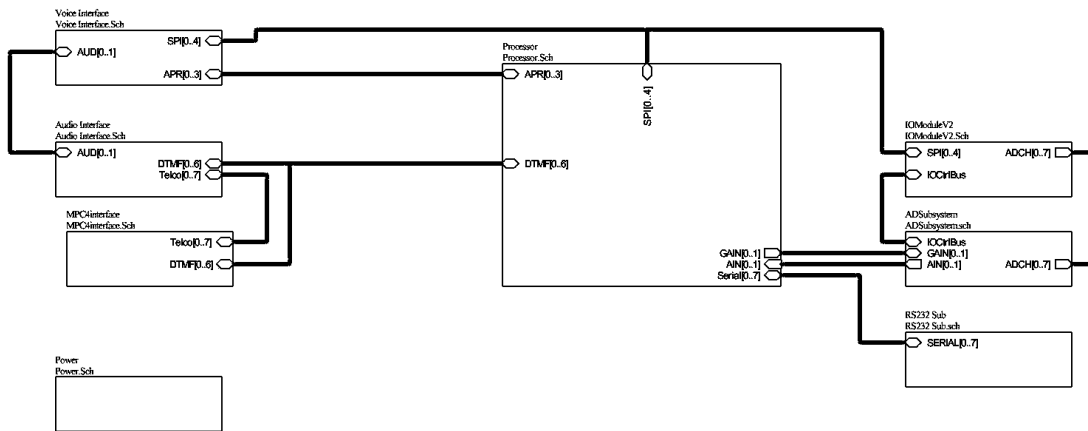 Voice Interface
Voice Interface.Sch
SPI[0..4]
AUD[0..1]
APR[0..3]
Audio Interface
Audio Interface.Sch
AUD[0..1]
DTMF[0..6]
Telco[0..7]
MPC4interface
MPC4interface.Sch
Telco[0..7]
DTMF[0..6]
Power
Power.Sch
Processor
Processor.Sch
APR[0..3]
SPI[0..4]
DTMF[0..6]
GAIN[0..1]
AIN[0..1]
Serial[0..7]
IOModuleV2
IOModuleV2.Sch
SPI[0..4] ADCH[0..7]
IOCtrlBus
ADSubsystem
ADSubsystem.sch
IOCtrlBus
GAIN[0..1]
AIN[0..1] ADCH[0..7]
RS232 Sub
RS232 Sub.sch
SERIAL[0..7]